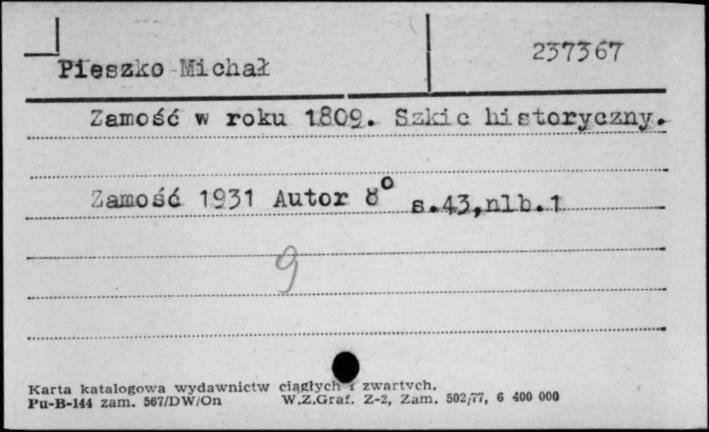 237367
Pieszko Michał
Zamość w roku 1809. Szkic historyczny.
Zamość 1931 Autor 8° s.43,nlb.1
9
Karta katalogowa wydawnictw ciągłych i zwartych.
Pu-B-144 zam. 567/DW/On W.Z.Graf. Z-2, Zam. 502/77, 6 400 000